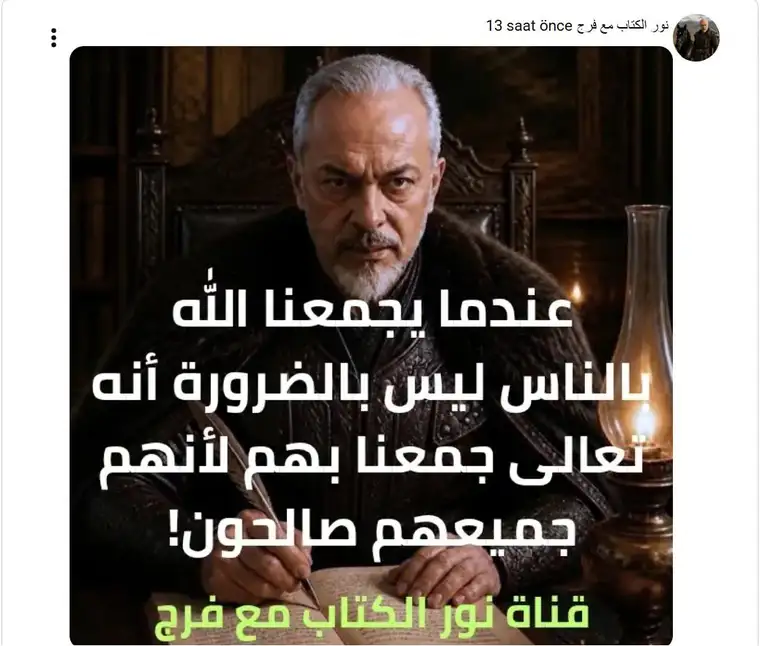 نور الكتاب مع فرج 13 saat önce
عندما يجمعنا الله
بالناس ليس بالضرورة أنه
تعالى جمعنا بهم لأنهم
جميعهم صالحون!
قناة نور الكتاب مع فرج